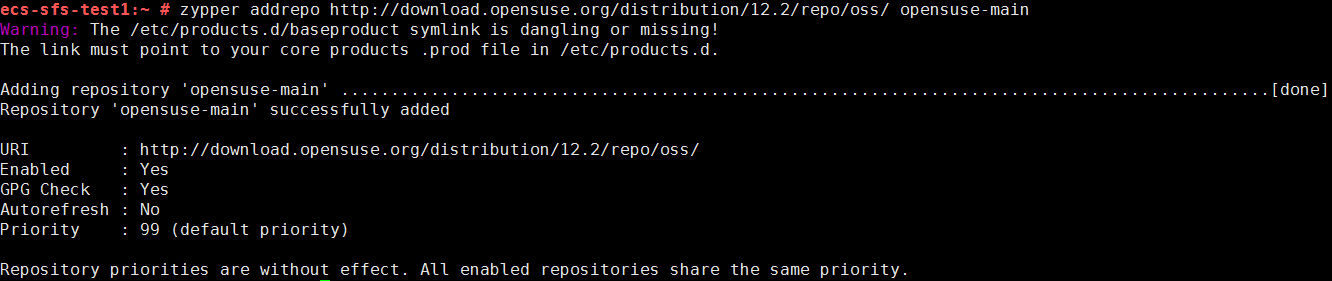 ecs-sfs-test1:~ # zypper addrepo http://download.opensuse.org/distribution/12.2/repo/oss/ opensuse-main
Warning: The /etc/products.d/baseproduct symlink is dangling or missing!
The link must point to your core products .prod file in /etc/products.d.
Adding repository 'opensuse-main' .............................................................................................[done]
Repository 'opensuse-main' successfully added
URI         : http://download.opensuse.org/distribution/12.2/repo/oss/
Enabled     : Yes
GPG Check   : Yes
Autorefresh : No
Priority    : 99 (default priority)
Repository priorities are without effect. All enabled repositories share the same priority.